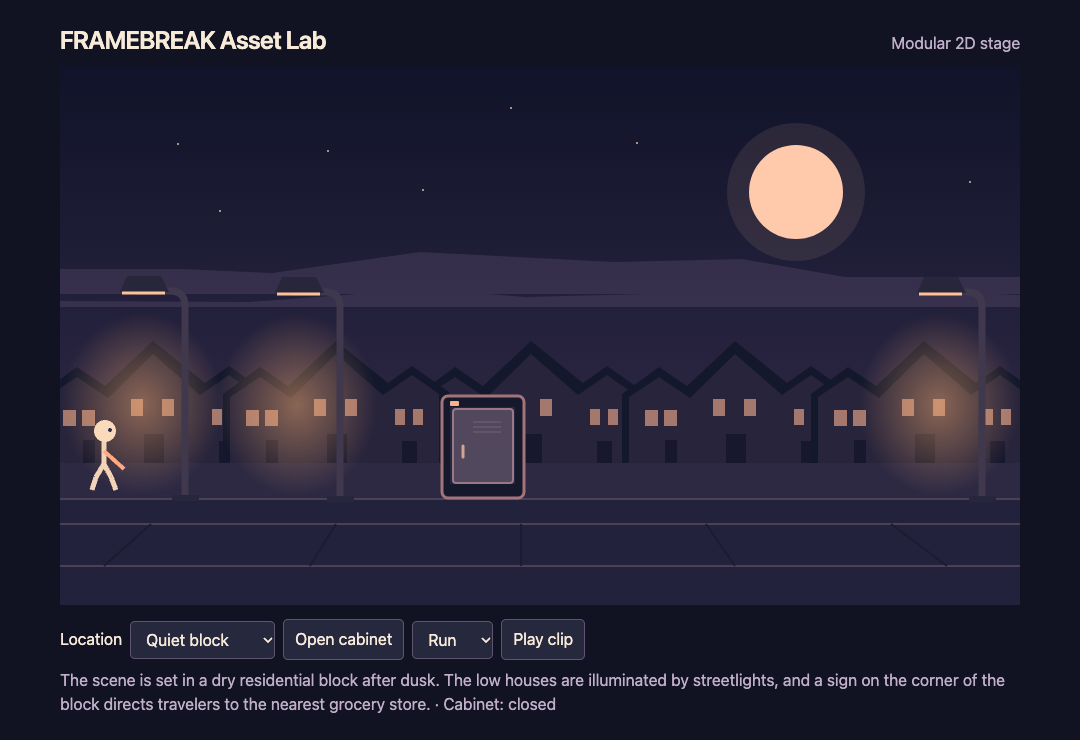 FRAMEBREAK Asset Lab
Modular 2D stage
Location
Quiet block
Open cabinet
Run
Play clip
The scene is set in a dry residential block after dusk. The low houses are illuminated by streetlights, and a sign on the corner of the
block directs travelers to the nearest grocery store. · Cabinet: closed